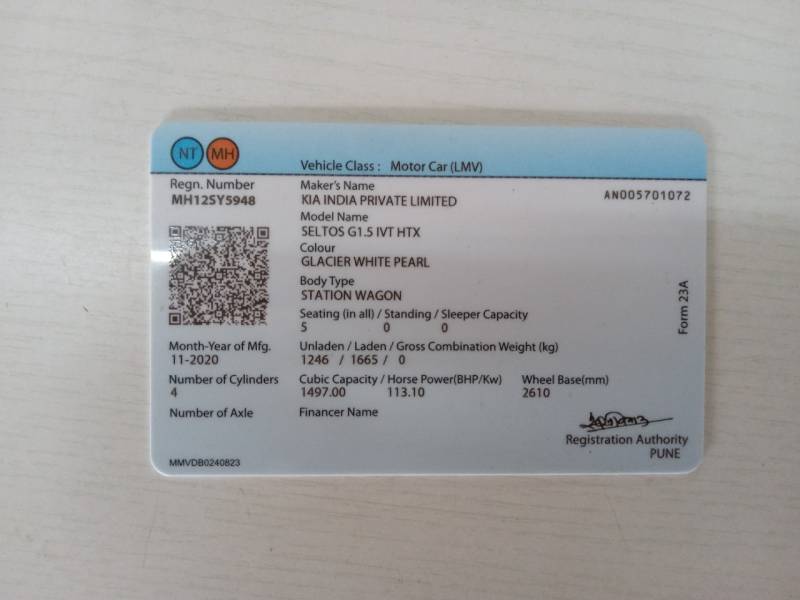 NT MH
Vehicle Class : Motor Car (LMV)
Regn. Number
MH12SY5948
Maker's Name
KIA INDIA PRIVATE LIMITED
AN005701072
Model Name
SELTOS G1.5 IVT HTX
Colour
GLACIER WHITE PEARL
Body Type
STATION WAGON
Seating (in all) / Standing / Sleeper Capacity
5 0 0
Form 23A
Month-Year of Mfg.
11-2020
Unladen / Laden / Gross Combination Weight (kg)
1246 / 1665 / 0
Number of Cylinders
4
Cubic Capacity / Horse Power(BHP/Kw)
1497.00 113.10
Wheel Base(mm)
2610
Number of Axle
Financer Name
Registration Authority
PUNE
MMVDB0240823